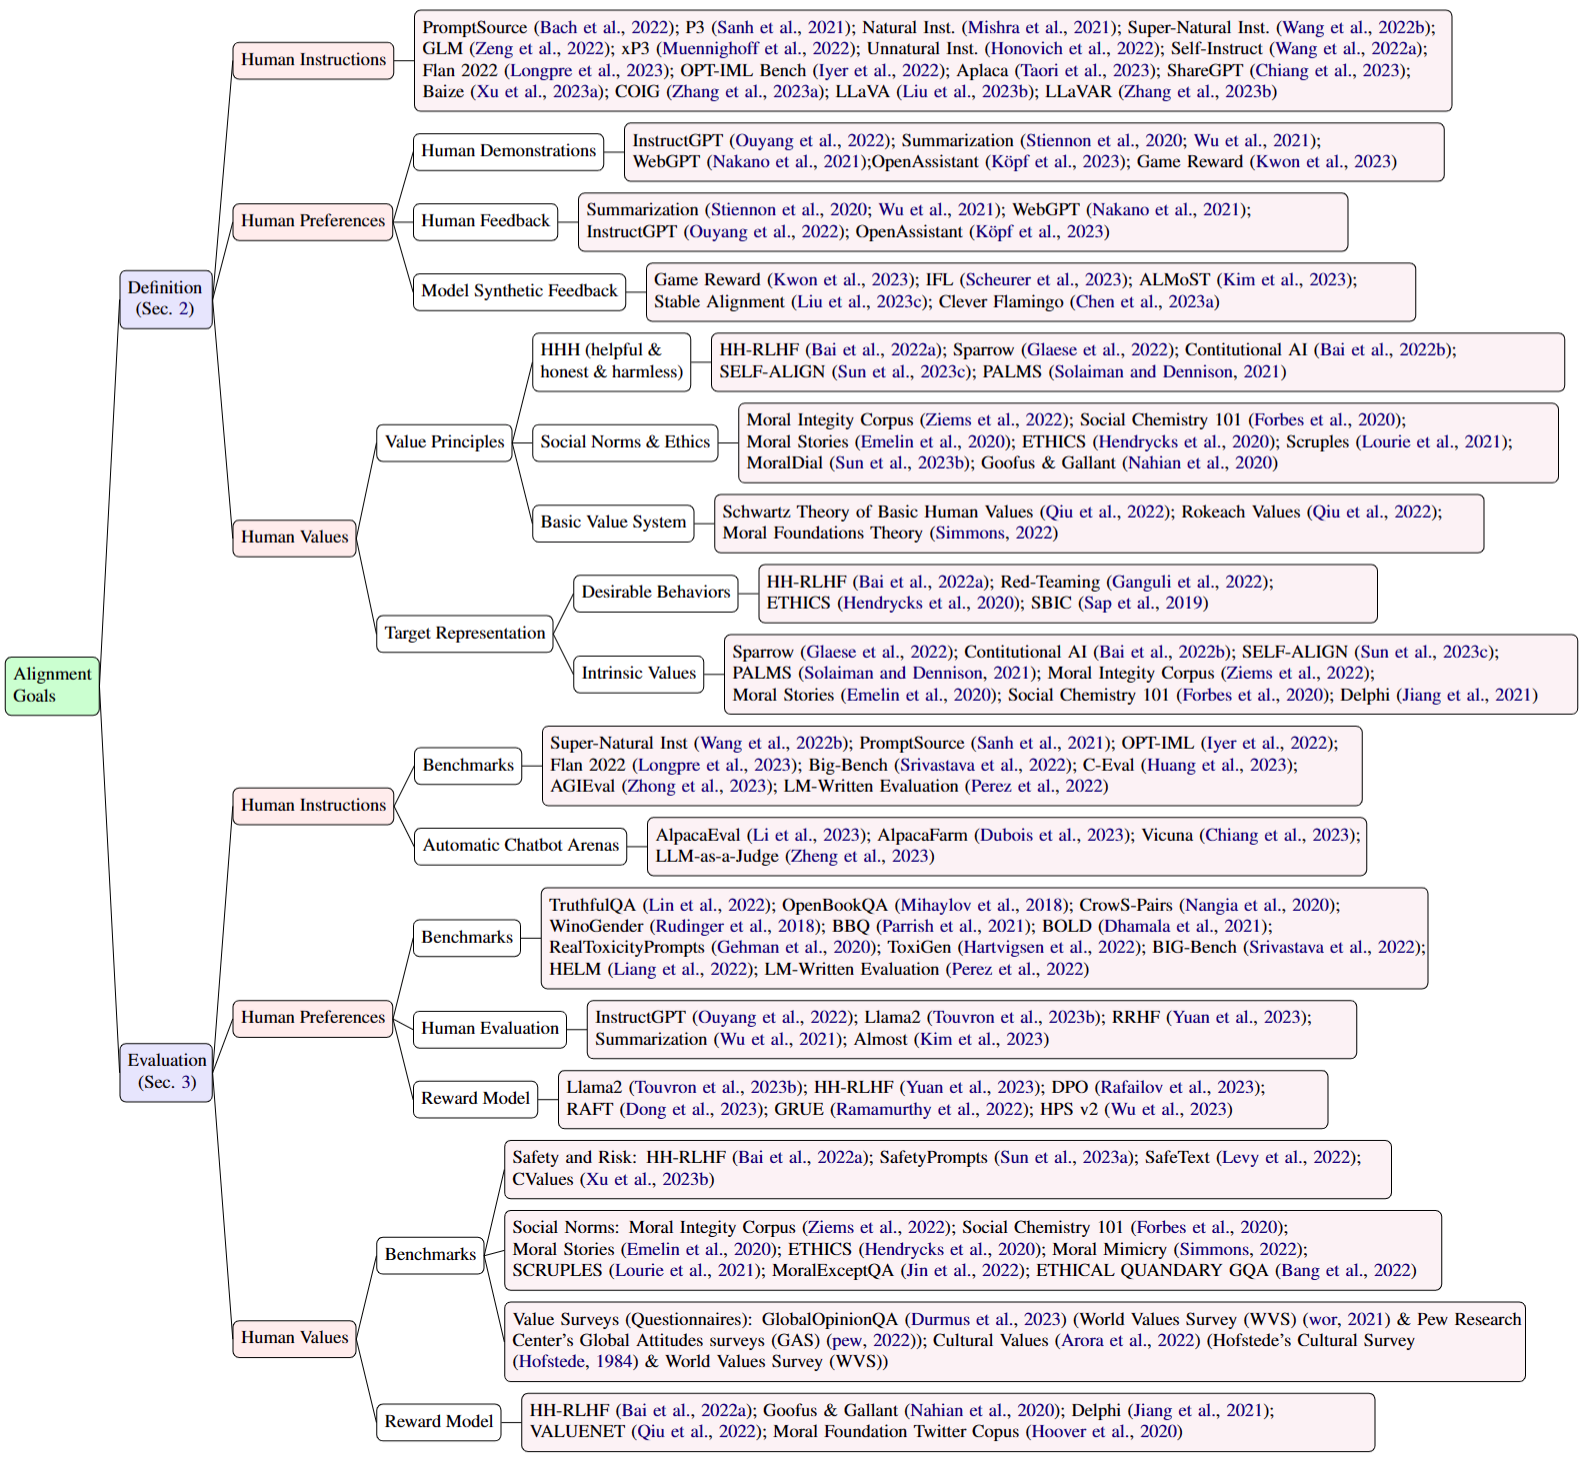 Alignment
Goals
Definition
(Sec. 2)
Human Instructions
PromptSource (Bach et al., 2022); P3 (Sanh et al., 2021); Natural Inst. (Mishra et al., 2021); Super-Natural Inst. (Wang et al., 2022b);
GLM (Zeng et al., 2022); xP3 (Muennighoff et al., 2022); Unnatural Inst. (Honovich et al., 2022); Self-Instruct (Wang et al., 2022a);
Flan 2022 (Longpre et al., 2023); OPT-IML Bench (Iyer et al., 2022); Aplaca (Taori et al., 2023); ShareGPT (Chiang et al., 2023);
Baize (Xu et al., 2023a); COIG (Zhang et al., 2023a); LLaVA (Liu et al., 2023b); LLaVAR (Zhang et al., 2023b)
Human Preferences
Human Demonstrations
InstructGPT (Ouyang et al., 2022); Summarization (Stiennon et al., 2020; Wu et al., 2021);
WebGPT (Nakano et al., 2021);OpenAssistant (Köpf et al., 2023); Game Reward (Kwon et al., 2023)
Human Feedback
Summarization (Stiennon et al., 2020; Wu et al., 2021); WebGPT (Nakano et al., 2021);
InstructGPT (Ouyang et al., 2022); OpenAssistant (Köpf et al., 2023)
Model Synthetic Feedback
Game Reward (Kwon et al., 2023); IFL (Scheurer et al., 2023); ALMoST (Kim et al., 2023);
Stable Alignment (Liu et al., 2023c); Clever Flamingo (Chen et al., 2023a)
Human Values
Value Principles
HHH (helpful &
honest & harmless)
HH-RLHF (Bai et al., 2022a); Sparrow (Glaese et al., 2022); Contitutional AI (Bai et al., 2022b);
SELF-ALIGN (Sun et al., 2023c); PALMS (Solaiman and Dennison, 2021)
Social Norms & Ethics
Moral Integity Corpus (Ziems et al., 2022); Social Chemistry 101 (Forbes et al., 2020);
Moral Stories (Emelin et al., 2020); ETHICS (Hendrycks et al., 2020); Scruples (Lourie et al., 2021);
MoralDial (Sun et al., 2023b); Goofus & Gallant (Nahian et al., 2020)
Basic Value System
Schwartz Theory of Basic Human Values (Qiu et al., 2022); Rokeach Values (Qiu et al., 2022);
Moral Foundations Theory (Simmons, 2022)
Target Representation
Desirable Behaviors
HH-RLHF (Bai et al., 2022a); Red-Teaming (Ganguli et al., 2022);
ETHICS (Hendrycks et al., 2020); SBIC (Sap et al., 2019)
Intrinsic Values
Sparrow (Glaese et al., 2022); Contitutional AI (Bai et al., 2022b); SELF-ALIGN (Sun et al., 2023c);
PALMS (Solaiman and Dennison, 2021); Moral Integity Corpus (Ziems et al., 2022);
Moral Stories (Emelin et al., 2020); Social Chemistry 101 (Forbes et al., 2020); Delphi (Jiang et al., 2021)
Evaluation
(Sec. 3)
Human Instructions
Benchmarks
Super-Natural Inst (Wang et al., 2022b); PromptSource (Sanh et al., 2021); OPT-IML (Iyer et al., 2022);
Flan 2022 (Longpre et al., 2023); Big-Bench (Srivastava et al., 2022); C-Eval (Huang et al., 2023);
AGIEval (Zhong et al., 2023); LM-Written Evaluation (Perez et al., 2022)
Automatic Chatbot Arenas
AlpacaEval (Li et al., 2023); AlpacaFarm (Dubois et al., 2023); Vicuna (Chiang et al., 2023);
LLM-as-a-Judge (Zheng et al., 2023)
Human Preferences
Benchmarks
TruthfulQA (Lin et al., 2022); OpenBookQA (Mihaylov et al., 2018); CrowS-Pairs (Nangia et al., 2020);
WinoGender (Rudinger et al., 2018); BBQ (Parrish et al., 2021); BOLD (Dhamala et al., 2021);
RealToxicityPrompts (Gehman et al., 2020); ToxiGen (Hartvigsen et al., 2022); BIG-Bench (Srivastava et al., 2022);
HELM (Liang et al., 2022); LM-Written Evaluation (Perez et al., 2022)
Human Evaluation
InstructGPT (Ouyang et al., 2022); Llama2 (Touvron et al., 2023b); RRHF (Yuan et al., 2023);
Summarization (Wu et al., 2021); Almost (Kim et al., 2023)
Reward Model
Llama2 (Touvron et al., 2023b); HH-RLHF (Yuan et al., 2023); DPO (Rafailov et al., 2023);
RAFT (Dong et al., 2023); GRUE (Ramamurthy et al., 2022); HPS v2 (Wu et al., 2023)
Human Values
Benchmarks
Safety and Risk: HH-RLHF (Bai et al., 2022a); SafetyPrompts (Sun et al., 2023a); SafeText (Levy et al., 2022);
CValues (Xu et al., 2023b)
Social Norms: Moral Integity Corpus (Ziems et al., 2022); Social Chemistry 101 (Forbes et al., 2020);
Moral Stories (Emelin et al., 2020); ETHICS (Hendrycks et al., 2020); Moral Mimicry (Simmons, 2022);
SCRUPLES (Lourie et al., 2021); MoralExceptQA (Jin et al., 2022); ETHICAL QUANDARY GQA (Bang et al., 2022)
Value Surveys (Questionnaires): GlobalOpinionQA (Durmus et al., 2023) (World Values Survey (WVS) (wor, 2021) & Pew Research
Center's Global Attitudes surveys (GAS) (pew, 2022)); Cultural Values (Arora et al., 2022) (Hofstede's Cultural Survey
(Hofstede, 1984) & World Values Survey (WVS))
Reward Model
HH-RLHF (Bai et al., 2022a); Goofus & Gallant (Nahian et al., 2020); Delphi (Jiang et al., 2021);
VALUENET (Qiu et al., 2022); Moral Foundation Twitter Copus (Hoover et al., 2020)